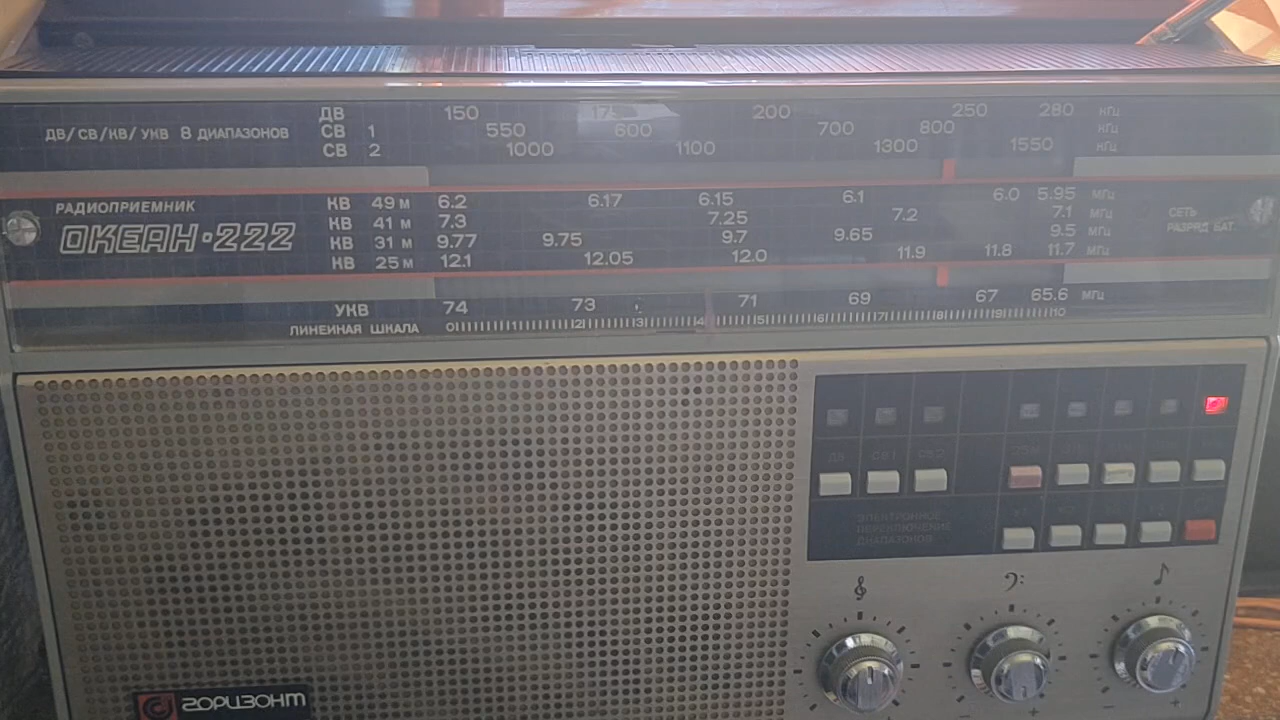 ДВ 150 175 200 250 280 кГц
ДВ/СВ/КВ/УКВ 8 ДИАПАЗОНОВ СВ 1 550 600 700 800 кГц
СВ 2 1000 1100 1300 1550 кГц
РАДИОПРИЕМНИК КВ 49 м 6.2 6.17 6.15 6.1 6.0 5.95 МГц
КВ 41 м 7.3 7.25 7.2 7.1 МГц СЕТЬ
ОКЕАН·222 КВ 31 м 9.77 9.75 9.7 9.65 9.5 МГц РАЗРЯД БАТ.
КВ 25 м 12.1 12.05 12.0 11.9 11.8 11.7 МГц
УКВ 74 73 71 69 67 65.6 МГц
ЛИНЕЙНАЯ ШКАЛА 0 1 2 3 4 5 6 7 8 9 10
ДВ СВ1 СВ2
ЭЛЕКТРОННОЕ
ПЕРЕКЛЮЧЕНИЕ
ДИАПАЗОНОВ
ГОРИЗОНТ